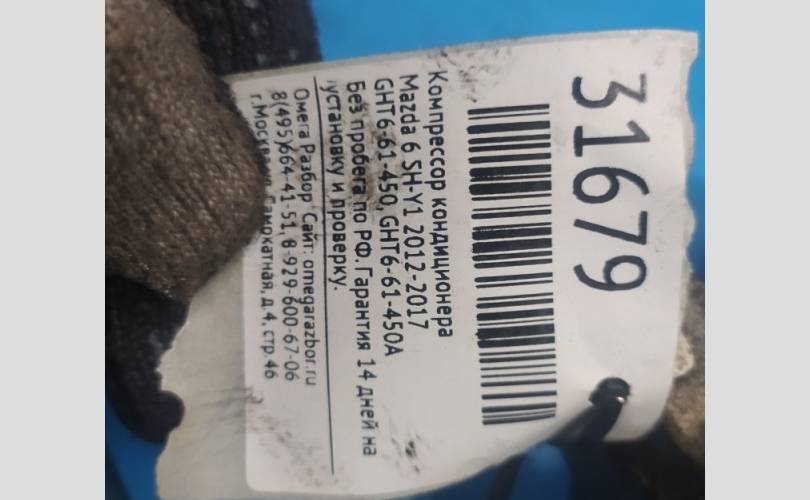 31679
Компрессор кондиционера
Mazda 6 SH-Y1 2012-2017
GHT6-61-450, GHT6-61-450A
Без пробега по РФ. Гарантия 14 дней на
установку и проверку.
Омега Разбор Сайт: omegarazbor.ru
8(495)664-41-51, 8-929-600-67-06
г.Москва, ул. Самокатная, д.4, стр.46